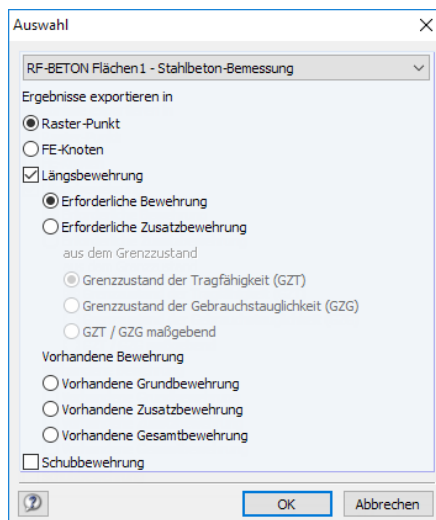 Auswahl
RF-BETON Flächen1 - Stahlbeton-Bemessung
Ergebnisse exportieren in
Raster-Punkt
FE-Knoten
Längsbewehrung
Erforderliche Bewehrung
Erforderliche Zusatzbewehrung
aus dem Grenzzustand
Grenzzustand der Tragfähigkeit (GZT)
Grenzzustand der Gebrauchstauglichkeit (GZG)
GZT / GZG maßgebend
Vorhandene Bewehrung
Vorhandene Grundbewehrung
Vorhandene Zusatzbewehrung
Vorhandene Gesamtbewehrung
Schubbewehrung
OK Abbrechen